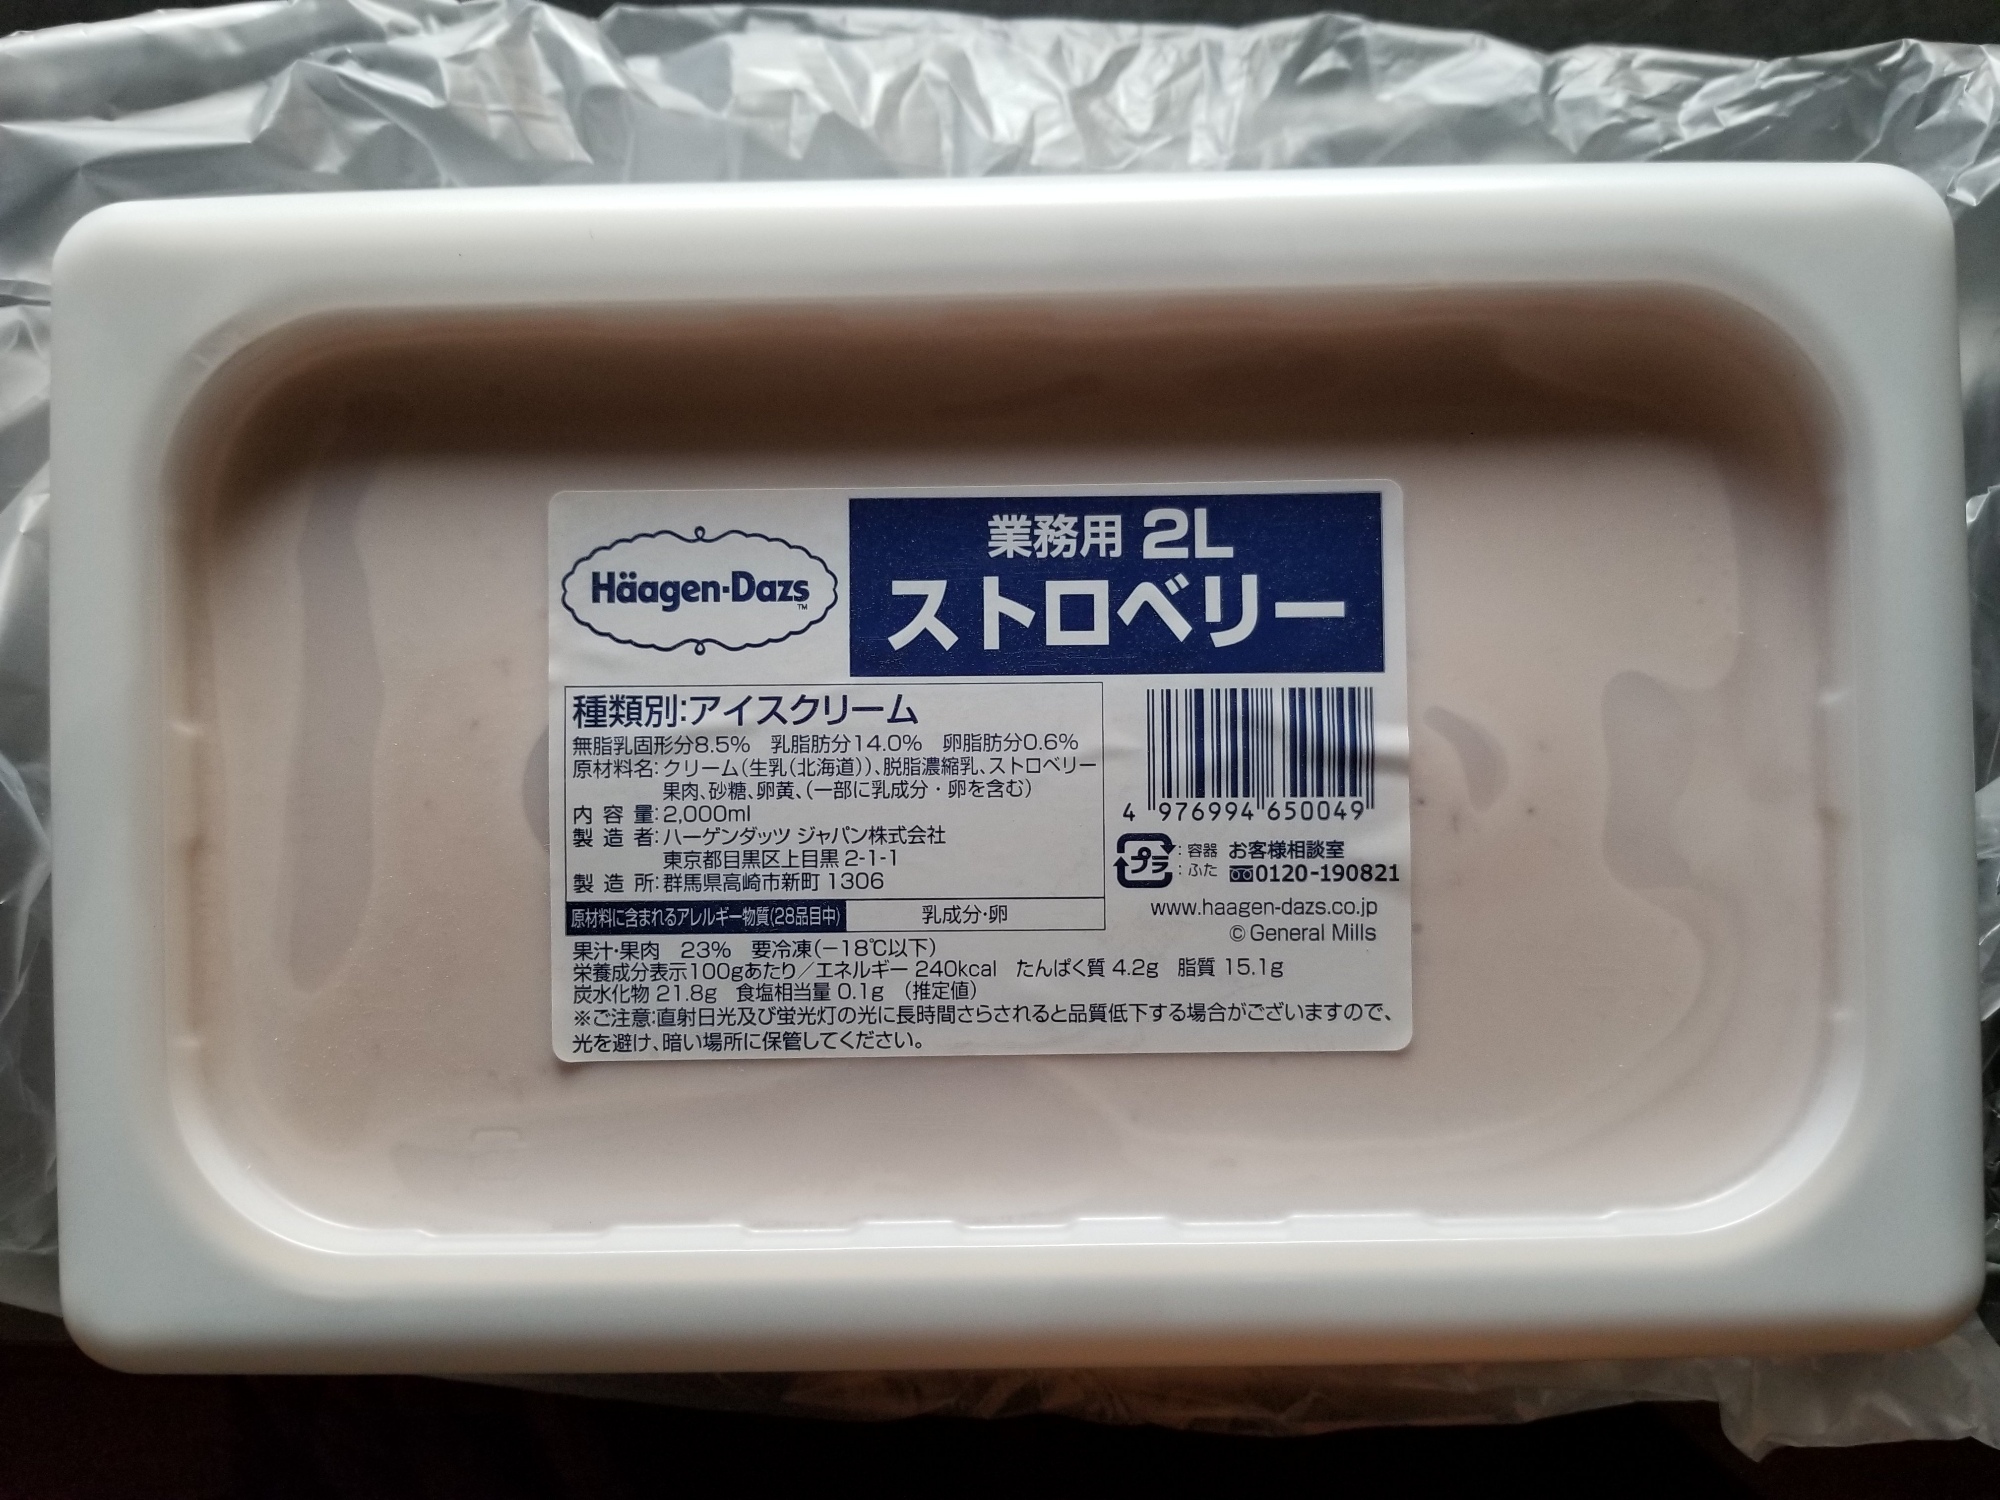 Häagen-Dazs
TM
業務用 2L
ストロベリー
種類別:アイスクリーム
無脂乳固形分8.5% 乳脂肪分14.0% 卵脂肪分0.6%
原材料名:クリーム(生乳(北海道))、脱脂濃縮乳、ストロベリー
果肉、砂糖、卵黄、(一部に乳成分・卵を含む)
内容量:2,000ml
製造者:ハーゲンダッツ ジャパン株式会社
東京都目黒区上目黒 2-1-1
製造所:群馬県高崎市新町 1306
原材料に含まれるアレルギー物質(28品目中) 乳成分・卵
4 976994 650049
プラ :容器 :ふた
お客様相談室
0120-190821
www.haagen-dazs.co.jp
© General Mills
果汁・果肉 23% 要冷凍(−18℃以下)
栄養成分表示100gあたり/エネルギー 240kcal たんぱく質 4.2g 脂質 15.1g
炭水化物 21.8g 食塩相当量 0.1g (推定値)
※ご注意:直射日光及び蛍光灯の光に長時間さらされると品質低下する場合がございますので、
光を避け、暗い場所に保管してください。